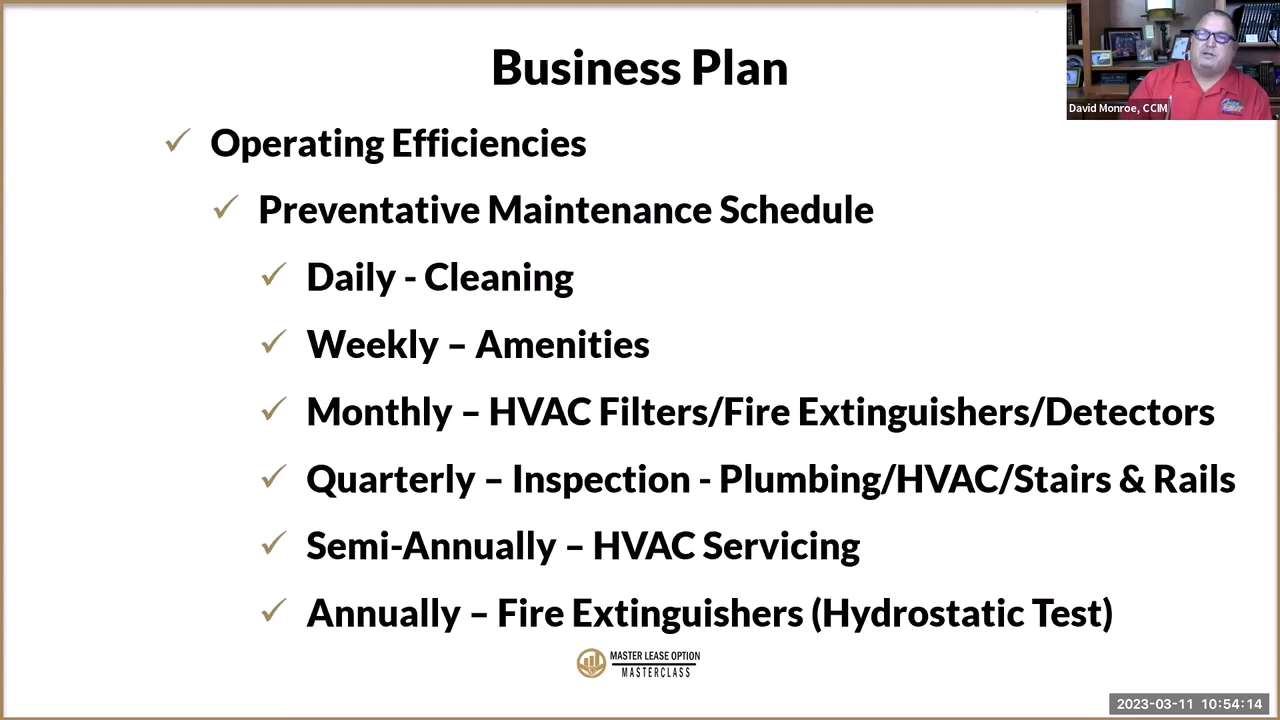 Business Plan
David Monroe, CCIM
✓ Operating Efficiencies
✓ Preventative Maintenance Schedule
✓ Daily - Cleaning
✓ Weekly – Amenities
✓ Monthly – HVAC Filters/Fire Extinguishers/Detectors
✓ Quarterly – Inspection - Plumbing/HVAC/Stairs & Rails
✓ Semi-Annually – HVAC Servicing
✓ Annually – Fire Extinguishers (Hydrostatic Test)
MASTER LEASE OPTION
MASTERCLASS
2023-03-11 10:54:14